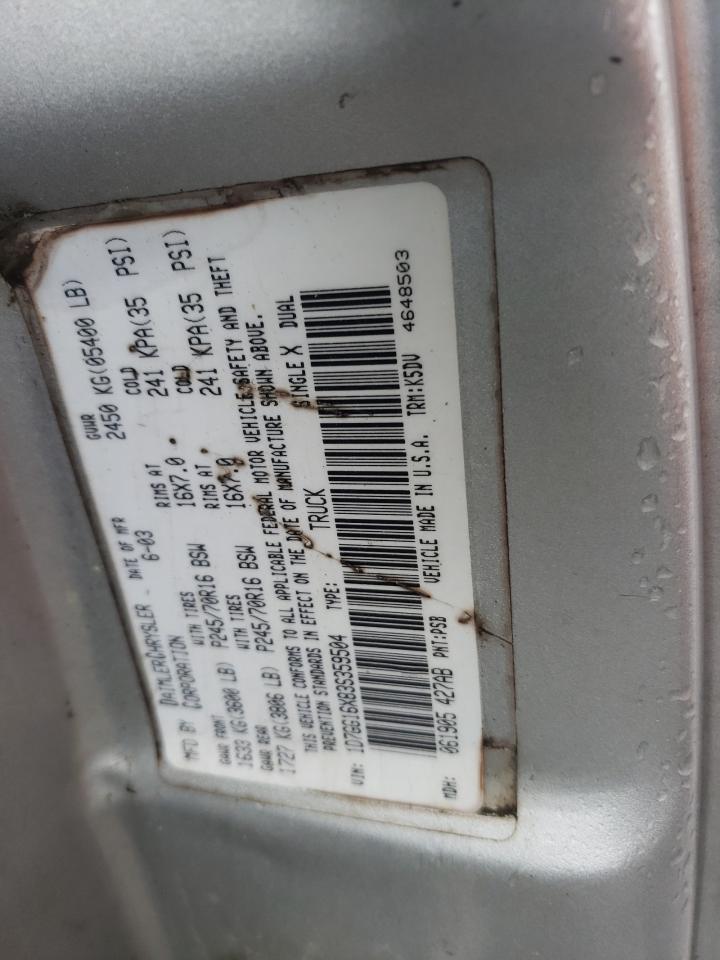 MFD BY DAIMLERCHRYSLER CORPORATION - DATE OF MFR 6-03 GVWR 2450 KG(05400 LB)
GAWR FRONT WITH TIRES RIMS AT COLD
1633 KG(3600 LB) P245/70R16 BSW 16X7.0 241 KPA(35 PSI)
GAWR REAR WITH TIRES RIMS AT COLD
1727 KG(3806 LB) P245/70R16 BSW 16X7.0 241 KPA(35 PSI)
THIS VEHICLE CONFORMS TO ALL APPLICABLE FEDERAL MOTOR VEHICLE SAFETY AND THEFT
PREVENTION STANDARDS IN EFFECT ON THE DATE OF MANUFACTURE SHOWN ABOVE.
VIN: 1D7GG16X83S359504 TYPE: TRUCK SINGLE X DUAL
VEHICLE MADE IN U.S.A. TRM:K5DV 4648503
MDH: 061905 427AB PNT:PSB